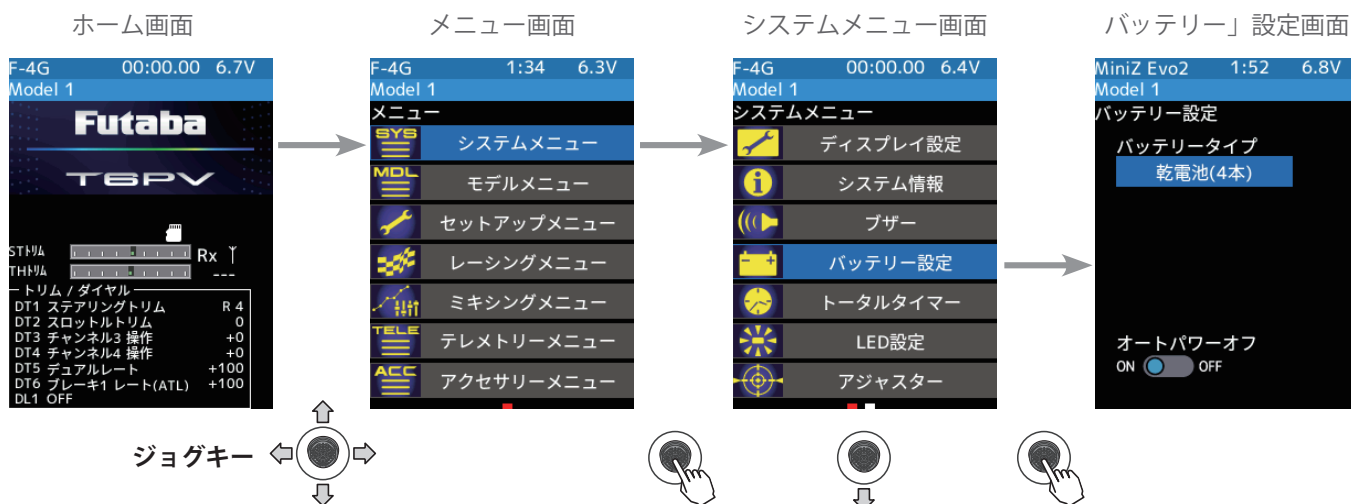 ホーム画面
メニュー画面
システムメニュー画面
バッテリー」設定画面
F-4G 00:00.00 6.7V
Model 1
Futaba
T6PV
STﾄﾘﾑ Rx
THﾄﾘﾑ ---
トリム / ダイヤル
DT1 ステアリングトリム R 4
DT2 スロットルトリム 0
DT3 チャンネル3 操作 +0
DT4 チャンネル4 操作 +0
DT5 デュアルレート +100
DT6 ブレーキ1 レート(ATL) +100
DL1 OFF
F-4G 1:34 6.3V
Model 1
メニュー
SYS システムメニュー
MDL モデルメニュー
セットアップメニュー
レーシングメニュー
ミキシングメニュー
TELE テレメトリーメニュー
ACC アクセサリーメニュー
F-4G 00:00.00 6.4V
Model 1
システムメニュー
ディスプレイ設定
システム情報
ブザー
バッテリー設定
トータルタイマー
LED設定
アジャスター
MiniZ Evo2 1:52 6.8V
Model 1
バッテリー設定
バッテリータイプ
乾電池(4本)
オートパワーオフ
ON OFF
ジョグキー